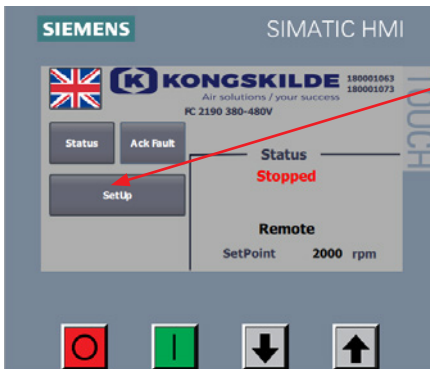 SIEMENS
SIMATIC HMI
TOUCH
K KONGSKILDE
180001063
180001073
Air solutions / your success
FC 2190 380-480V
Status
Ack Fault
SetUp
Status
Stopped
Remote
SetPoint 2000 rpm